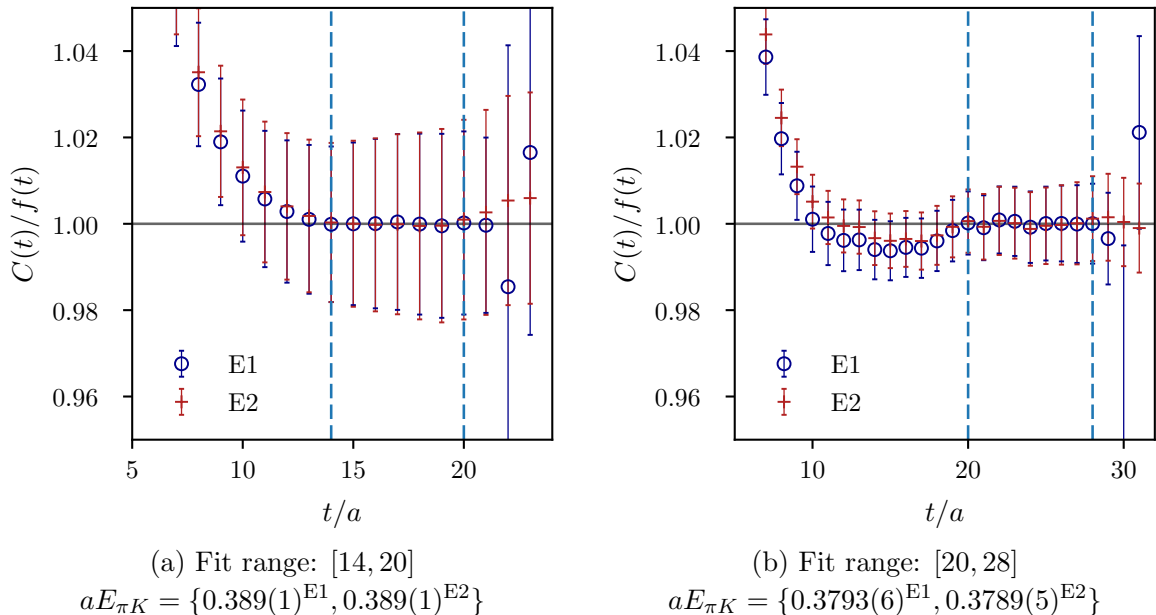 1.04
1.02
1.00
0.98
0.96
C(t)/f(t)
5
10
15
20
t/a
E1
E2
(a) Fit range: [14, 20]
aE_{πK} = {0.389(1)^{E1}, 0.389(1)^{E2}}
1.04
1.02
1.00
0.98
0.96
C(t)/f(t)
10
20
30
t/a
E1
E2
(b) Fit range: [20, 28]
aE_{πK} = {0.3793(6)^{E1}, 0.3789(5)^{E2}}